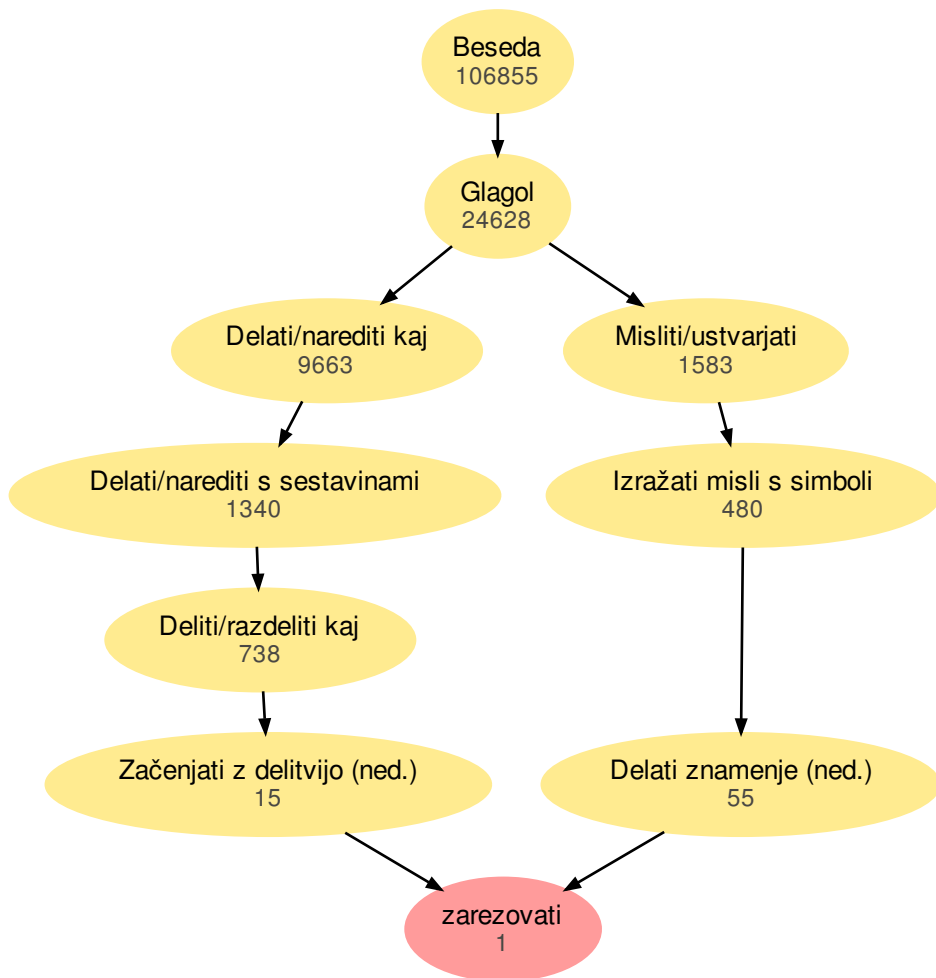 Beseda
106855
Glagol
24628
Delati/narediti kaj
9663
Misliti/ustvarjati
1583
Delati/narediti s sestavinami
1340
Izražati misli s simboli
480
Deliti/razdeliti kaj
738
Začenjati z delitvijo (ned.)
15
Delati znamenje (ned.)
55
zarezovati
1